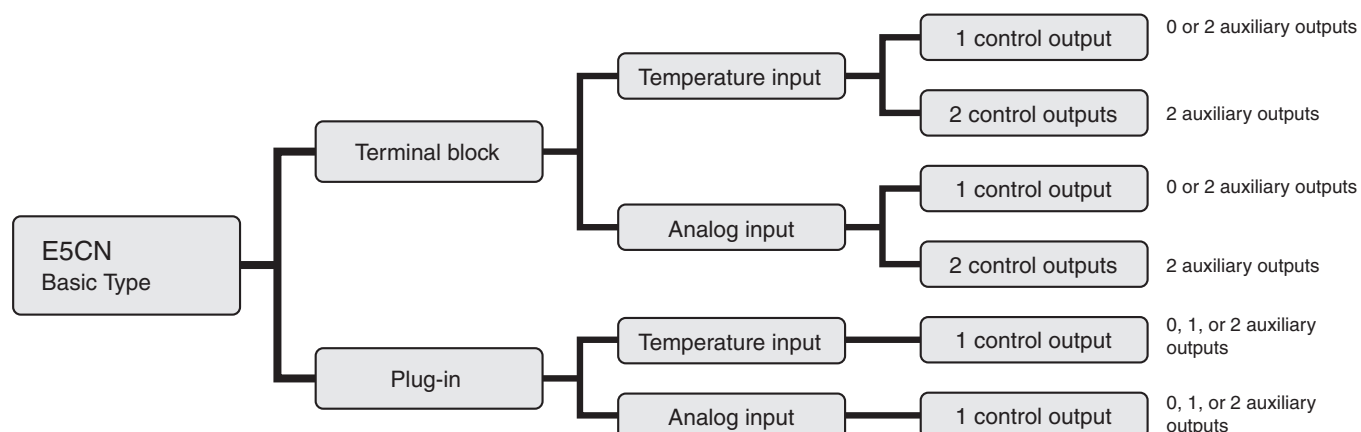 1 control output
0 or 2 auxiliary outputs
Temperature input
2 control outputs
2 auxiliary outputs
Terminal block
1 control output
0 or 2 auxiliary outputs
Analog input
2 control outputs
2 auxiliary outputs
E5CN
Basic Type
Temperature input
1 control output
0, 1, or 2 auxiliary
outputs
Plug-in
Analog input
1 control output
0, 1, or 2 auxiliary
outputs